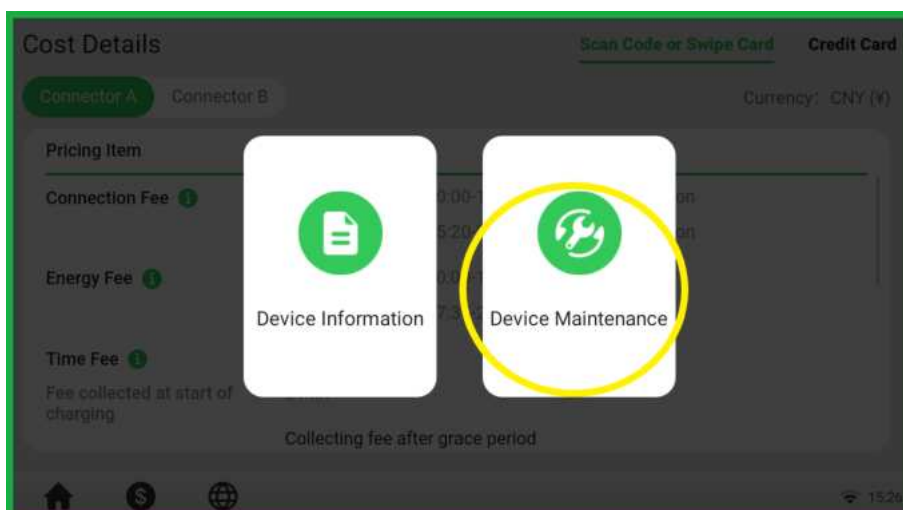 Cost Details
Scan Code or Swipe Card
Credit Card
Connector A
Connector B
Currency: CNY (¥)
Pricing Item
Connection Fee
Energy Fee
Device Information
Device Maintenance
Time Fee
Fee collected at start of
charging
Collecting fee after grace period
15:26